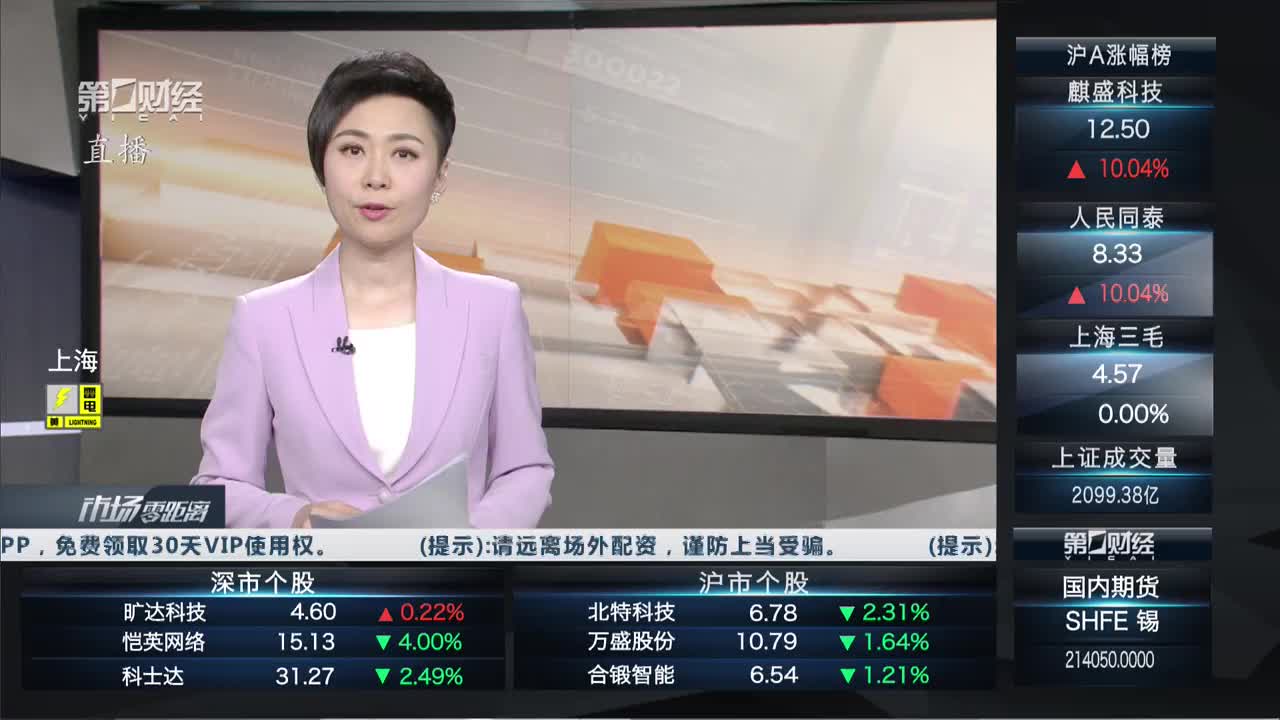 第一财经
YICAI
直播
300022
上海
雷电
黄 LIGHTNING
市场零距离
PP，免费领取30天VIP使用权。 (提示):请远离场外配资，谨防上当受骗。 (提示):
深市个股
旷达科技 4.60 ▲ 0.22%
恺英网络 15.13 ▼ 4.00%
科士达 31.27 ▼ 2.49%
沪市个股
北特科技 6.78 ▼ 2.31%
万盛股份 10.79 ▼ 1.64%
合锻智能 6.54 ▼ 1.21%
沪A涨幅榜
麒盛科技
12.50
▲ 10.04%
人民同泰
8.33
▲ 10.04%
上海三毛
4.57
0.00%
上证成交量
2099.38亿
第一财经
YICAI
国内期货
SHFE 锡
214050.0000